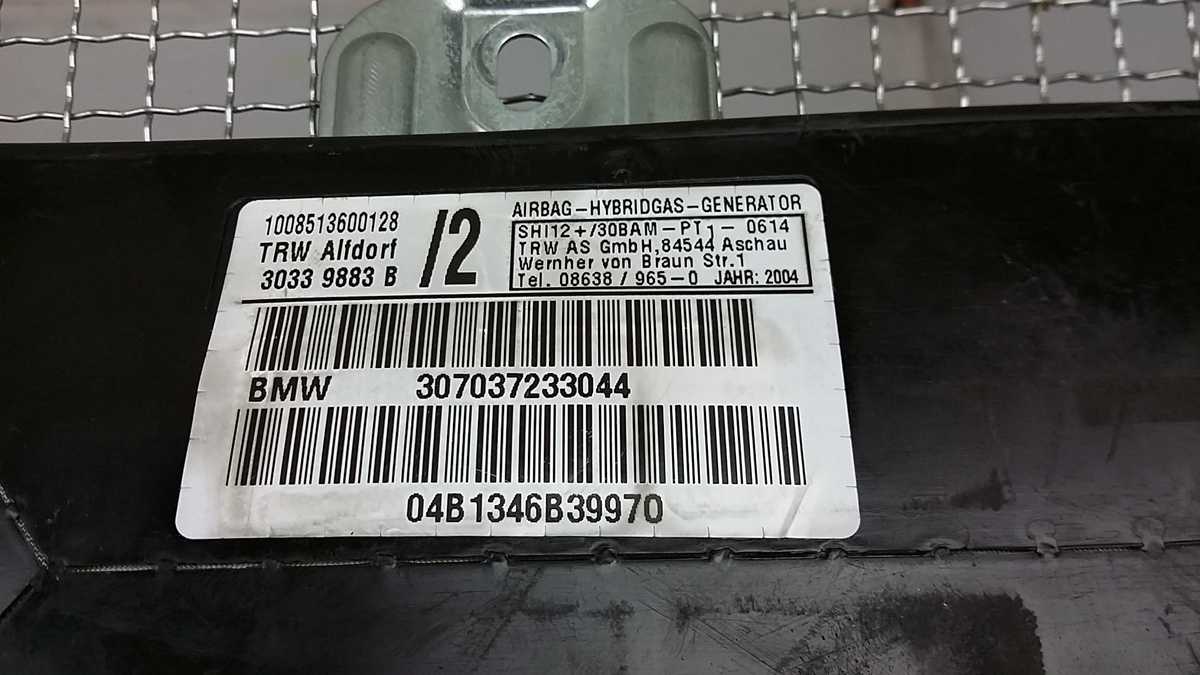 1008513600128
TRW Alfdorf
3033 9883 B
/2
AIRBAG-HYBRIDGAS-GENERATOR
SHI12+/30BAM-PT1-0614
TRW AS GmbH,84544 Aschau
Wernher von Braun Str.1
Tel. 08638 / 965-0 JAHR: 2004
BMW 307037233044
04B1346B39970